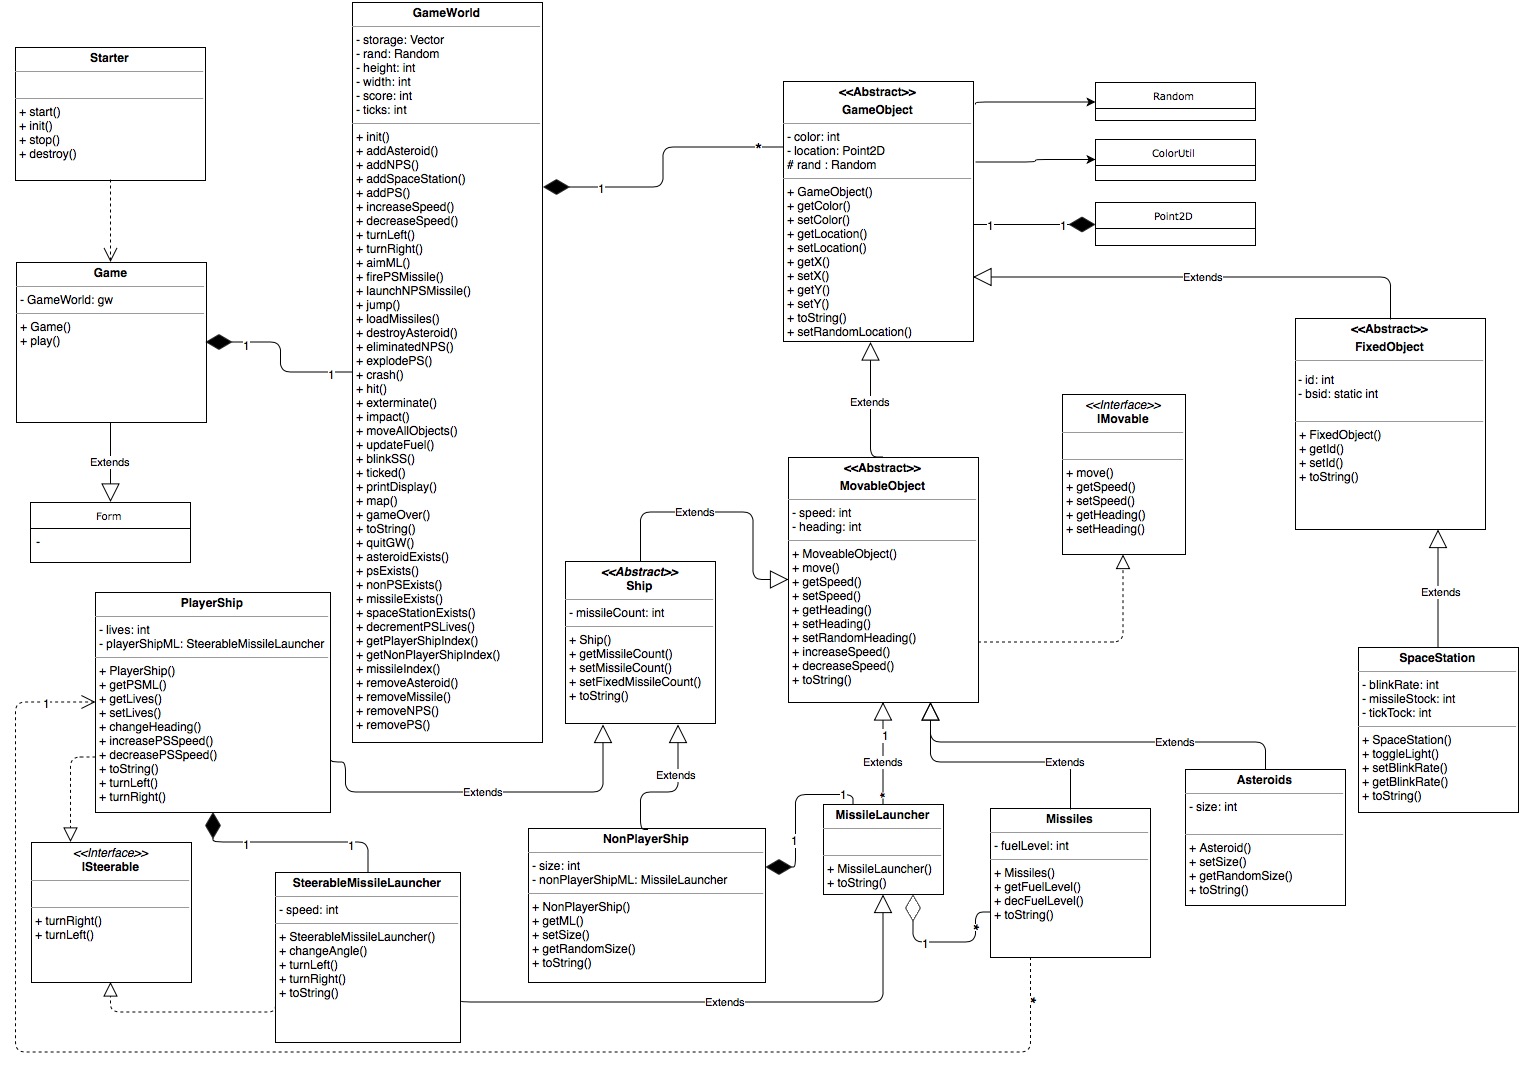 Starter
+ start()
+ init()
+ stop()
+ destroy()
Game
- GameWorld: gw
+ Game()
+ play()
Extends
Form
-
1
1
GameWorld
- storage: Vector
- rand: Random
- height: int
- width: int
- score: int
- ticks: int
+ init()
+ addAsteroid()
+ addNPS()
+ addSpaceStation()
+ addPS()
+ increaseSpeed()
+ decreaseSpeed()
+ turnLeft()
+ turnRight()
+ aimML()
+ firePSMissile()
+ launchNPSMissile()
+ jump()
+ loadMissiles()
+ destroyAsteroid()
+ eliminatedNPS()
+ explodePS()
+ crash()
+ hit()
+ exterminate()
+ impact()
+ moveAllObjects()
+ updateFuel()
+ blinkSS()
+ ticked()
+ printDisplay()
+ map()
+ gameOver()
+ toString()
+ quitGW()
+ asteroidExists()
+ psExists()
+ nonPSExists()
+ missileExists()
+ spaceStationExists()
+ decrementPSLives()
+ getPlayerShipIndex()
+ getNonPlayerShipIndex()
+ missileIndex()
+ removeAsteroid()
+ removeMissile()
+ removeNPS()
+ removePS()
1
*
<<Abstract>>
GameObject
- color: int
- location: Point2D
# rand : Random
+ GameObject()
+ getColor()
+ setColor()
+ getLocation()
+ setLocation()
+ getX()
+ setX()
+ getY()
+ setY()
+ toString()
+ setRandomLocation()
Random
ColorUtil
1
1
Point2D
Extends
<<Abstract>>
FixedObject
- id: int
- bsid: static int
+ FixedObject()
+ getId()
+ setId()
+ toString()
Extends
<<Interface>>
IMovable
+ move()
+ getSpeed()
+ setSpeed()
+ getHeading()
+ setHeading()
<<Abstract>>
MovableObject
- speed: int
- heading: int
+ MoveableObject()
+ move()
+ getSpeed()
+ setSpeed()
+ getHeading()
+ setHeading()
+ setRandomHeading()
+ increaseSpeed()
+ decreaseSpeed()
+ toString()
Extends
<<Abstract>>
Ship
- missileCount: int
+ Ship()
+ getMissileCount()
+ setMissileCount()
+ setFixedMissileCount()
+ toString()
Extends
SpaceStation
- blinkRate: int
- missileStock: int
- tickTock: int
+ SpaceStation()
+ toggleLight()
+ setBlinkRate()
+ getBlinkRate()
+ toString()
PlayerShip
- lives: int
- playerShipML: SteerableMissileLauncher
+ PlayerShip()
+ getPSML()
+ getLives()
+ setLives()
+ changeHeading()
+ increasePSSpeed()
+ decreasePSSpeed()
+ toString()
+ turnLeft()
+ turnRight()
1
Extends
Extends
1
Extends
*
Extends
Extends
Asteroids
- size: int
+ Asteroid()
+ setSize()
+ getRandomSize()
+ toString()
Missiles
- fuelLevel: int
+ Missiles()
+ getFuelLevel()
+ decFuelLevel()
+ toString()
MissileLauncher
+ MissileLauncher()
+ toString()
1
1
NonPlayerShip
- size: int
- nonPlayerShipML: MissileLauncher
+ NonPlayerShip()
+ getML()
+ setSize()
+ getRandomSize()
+ toString()
1
*
1
1
<<Interface>>
ISteerable
+ turnRight()
+ turnLeft()
SteerableMissileLauncher
- speed: int
+ SteerableMissileLauncher()
+ changeAngle()
+ turnLeft()
+ turnRight()
+ toString()
Extends
*